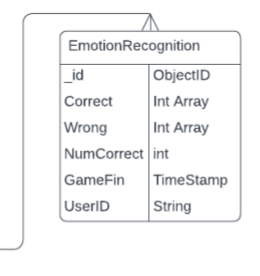 EmotionRecognition
_id ObjectID
Correct Int Array
Wrong Int Array
NumCorrect int
GameFin TimeStamp
UserID String